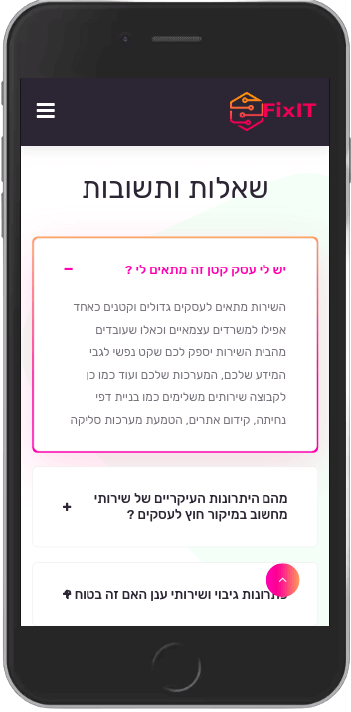 FixIT
שאלות ותשובות
יש לי עסק קטן זה מתאים לי ?
השירות מתאים לעסקים גדולים וקטנים כאחד
אפילו למשרדים עצמאיים וכאלו שעובדים
מהבית השירות יספק לכם שקט נפשי לגבי
המידע שלכם, המערכות שלכם ועוד כמו כן
לקבוצה שירותים משלימים כמו בניית דפי
נחיתה, קידום אתרים, הטמעת מערכות סליקה
מהם היתרונות העיקריים של שירותי
מחשוב במיקור חוץ לעסקים ?
פתרונות גיבוי ושירותי ענן האם זה בטוח ?